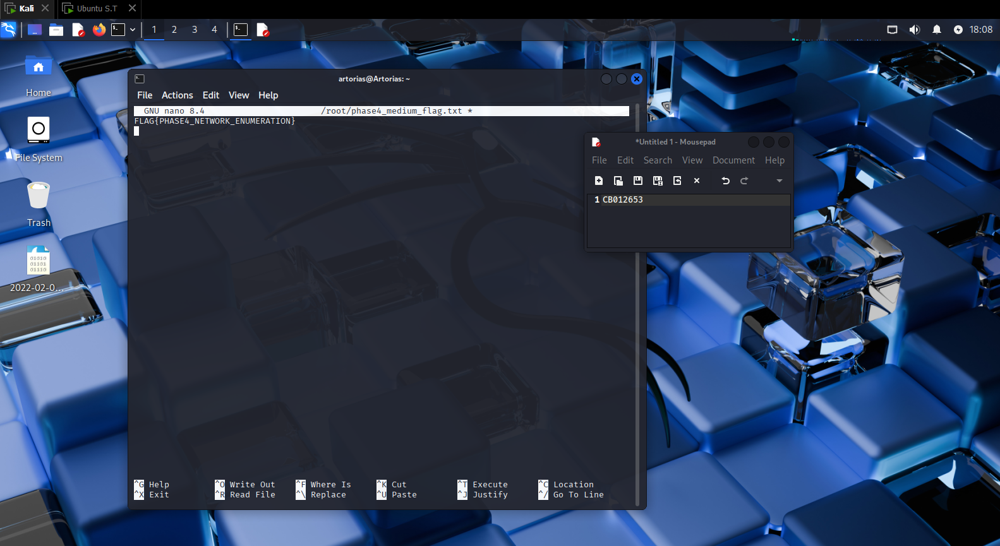 Kali
Ubuntu S.T
1 2 3 4
18:08
Home
File System
Trash
01010
01101
01110
2022-02-0...
artorias@Artorias: ~
File Actions Edit View Help
GNU nano 8.4 /root/phase4_medium_flag.txt *
FLAG{PHASE4_NETWORK_ENUMERATION}
^G Help ^O Write Out ^F Where Is ^K Cut ^T Execute ^C Location
^X Exit ^R Read File ^\ Replace ^U Paste ^J Justify ^/ Go To Line
*Untitled 1 - Mousepad
File Edit Search View Document Help
1 CB012653